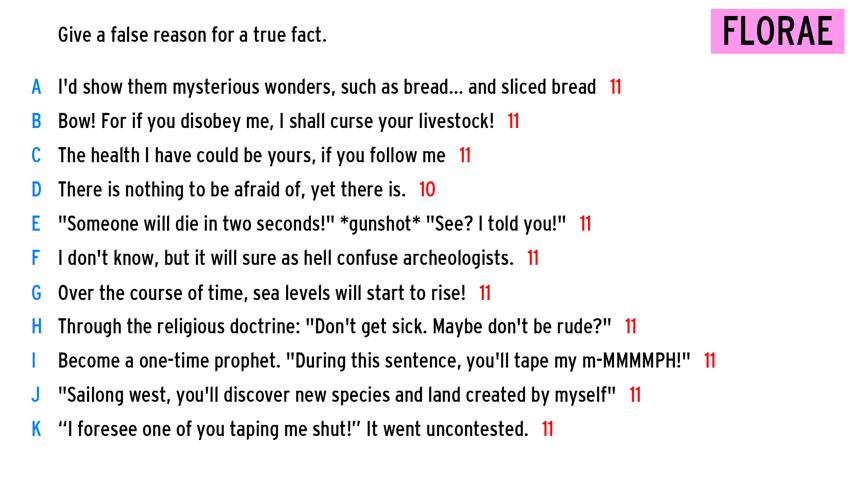 Give a false reason for a true fact.
FLORAE
A I'd show them mysterious wonders, such as bread... and sliced bread 11
B Bow! For if you disobey me, I shall curse your livestock! 11
C The health I have could be yours, if you follow me 11
D There is nothing to be afraid of, yet there is. 10
E "Someone will die in two seconds!" *gunshot* "See? I told you!" 11
F I don't know, but it will sure as hell confuse archeologists. 11
G Over the course of time, sea levels will start to rise! 11
H Through the religious doctrine: "Don't get sick. Maybe don't be rude?" 11
I Become a one-time prophet. "During this sentence, you'll tape my m-MMMMPH!" 11
J "Sailong west, you'll discover new species and land created by myself" 11
K “I foresee one of you taping me shut!” It went uncontested. 11